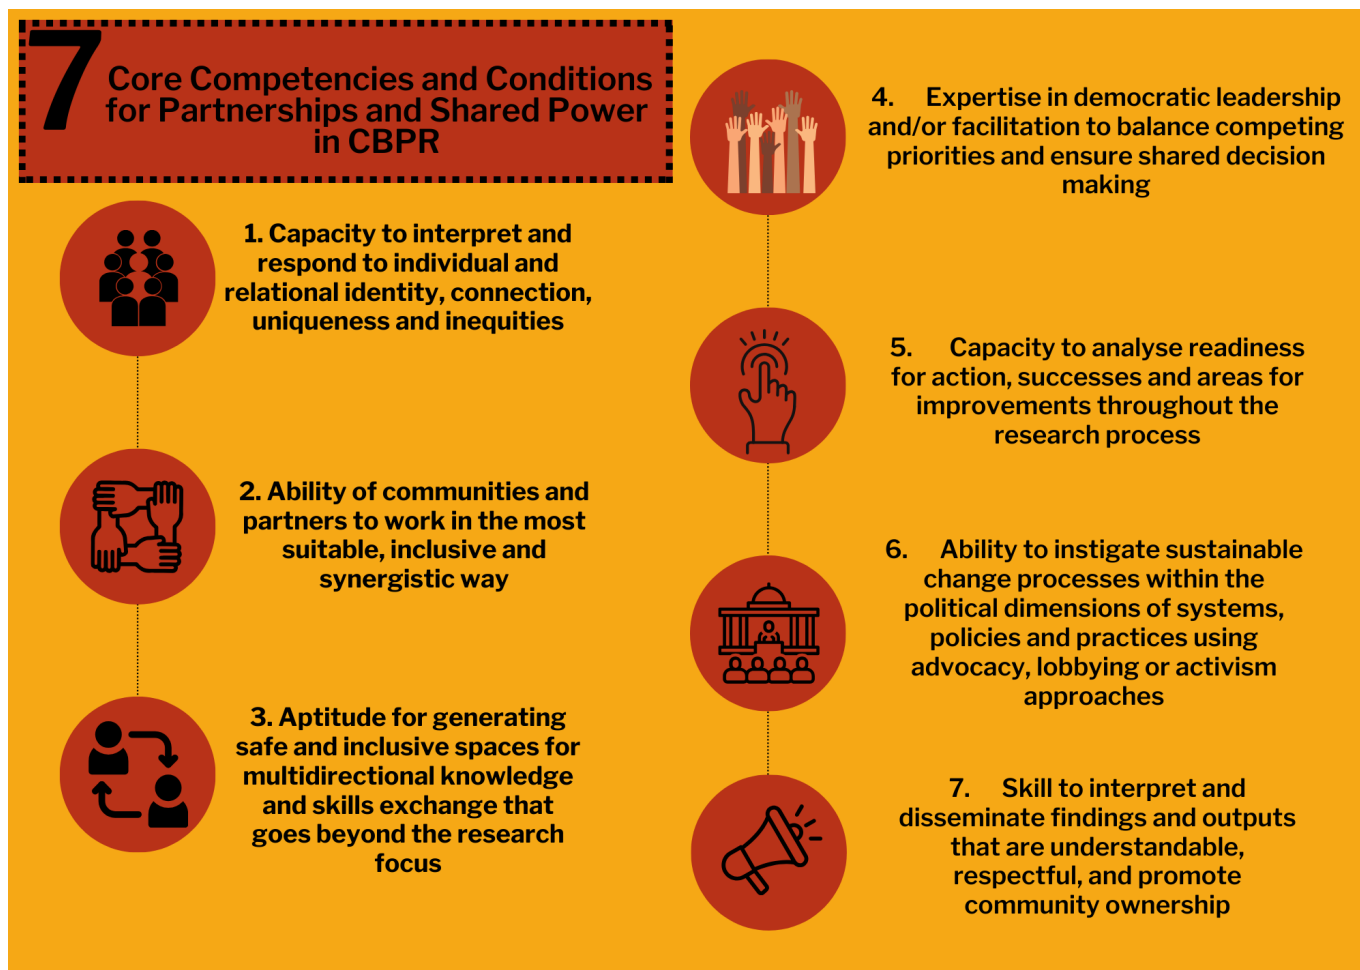 7
Core Competencies and Conditions
for Partnerships and Shared Power
in CBPR
1. Capacity to interpret and
respond to individual and
relational identity, connection,
uniqueness and inequities
2. Ability of communities and
partners to work in the most
suitable, inclusive and
synergistic way
3. Aptitude for generating
safe and inclusive spaces for
multidirectional knowledge
and skills exchange that
goes beyond the research
focus
4. Expertise in democratic leadership
and/or facilitation to balance competing
priorities and ensure shared decision
making
5. Capacity to analyse readiness
for action, successes and areas for
improvements throughout the
research process
6. Ability to instigate sustainable
change processes within the
political dimensions of systems,
policies and practices using
advocacy, lobbying or activism
approaches
7. Skill to interpret and
disseminate findings and outputs
that are understandable,
respectful, and promote
community ownership